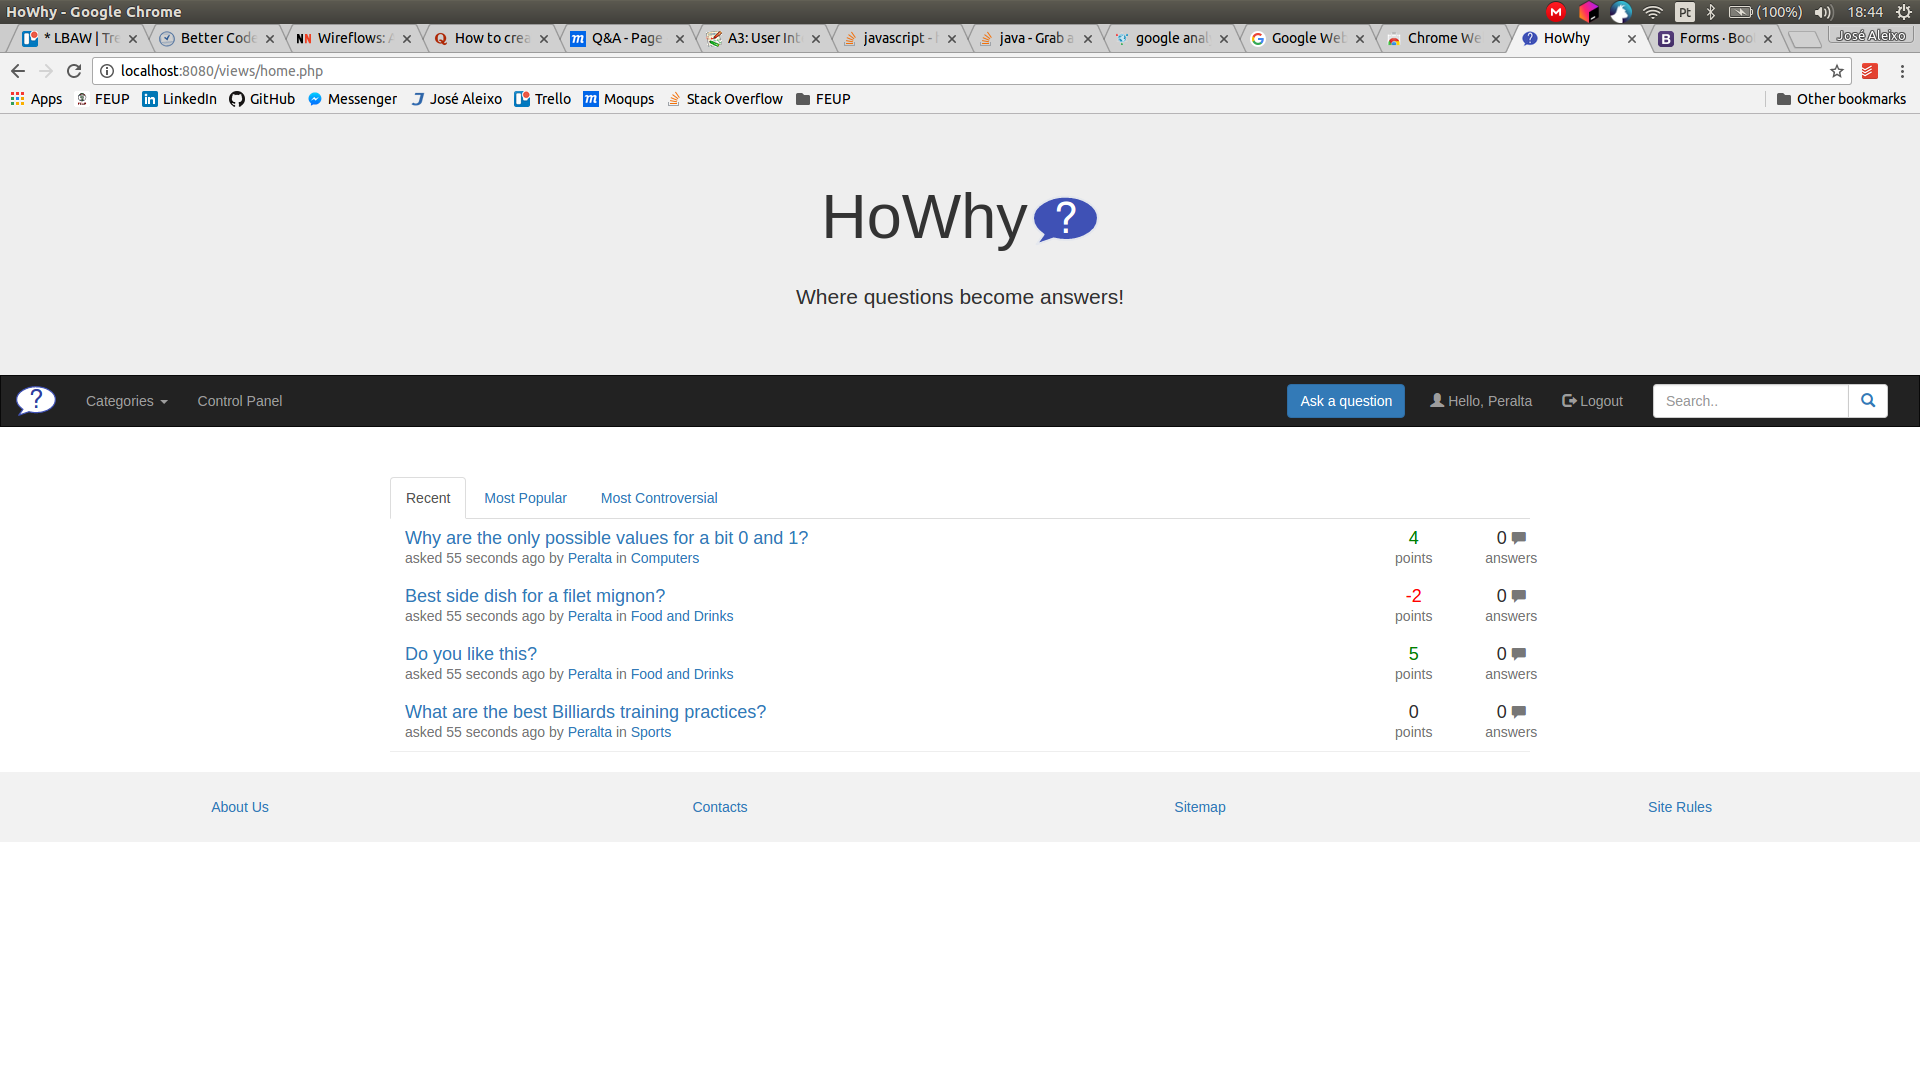 HoWhy - Google Chrome
M Pt (100%) 18:44
* LBAW | Tre
Better Code
NN Wireflows: A
How to crea
m Q&A - Page
A3: User Int
javascript -
java - Grab a
google anal
Google Web
Chrome We
HoWhy
B Forms · Boo
José Aleixo
localhost:8080/views/home.php
Apps FEUP LinkedIn GitHub Messenger José Aleixo Trello Moqups Stack Overflow FEUP Other bookmarks
HoWhy ?
Where questions become answers!
? Categories Control Panel Ask a question Hello, Peralta Logout Search..
Recent Most Popular Most Controversial
Why are the only possible values for a bit 0 and 1? 4 0
asked 55 seconds ago by Peralta in Computers points answers
Best side dish for a filet mignon? -2 0
asked 55 seconds ago by Peralta in Food and Drinks points answers
Do you like this? 5 0
asked 55 seconds ago by Peralta in Food and Drinks points answers
What are the best Billiards training practices? 0 0
asked 55 seconds ago by Peralta in Sports points answers
About Us Contacts Sitemap Site Rules